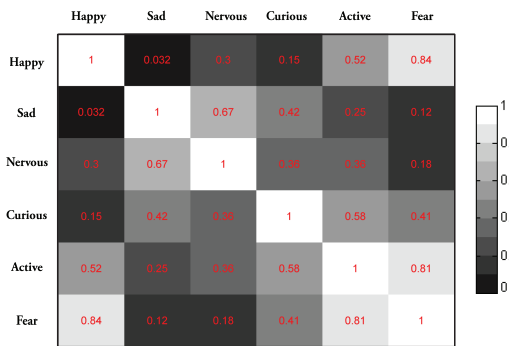 Happy Sad Nervous Curious Active Fear
Happy 1 0.032 0.3 0.15 0.52 0.84
1
Sad 0.032 1 0.67 0.42 0.25 0.12
0
Nervous 0.3 0.67 1 0.36 0.36 0.18
0
0
Curious 0.15 0.42 0.36 1 0.58 0.41
0
Active 0.52 0.25 0.36 0.58 1 0.81
0
Fear 0.84 0.12 0.18 0.41 0.81 1